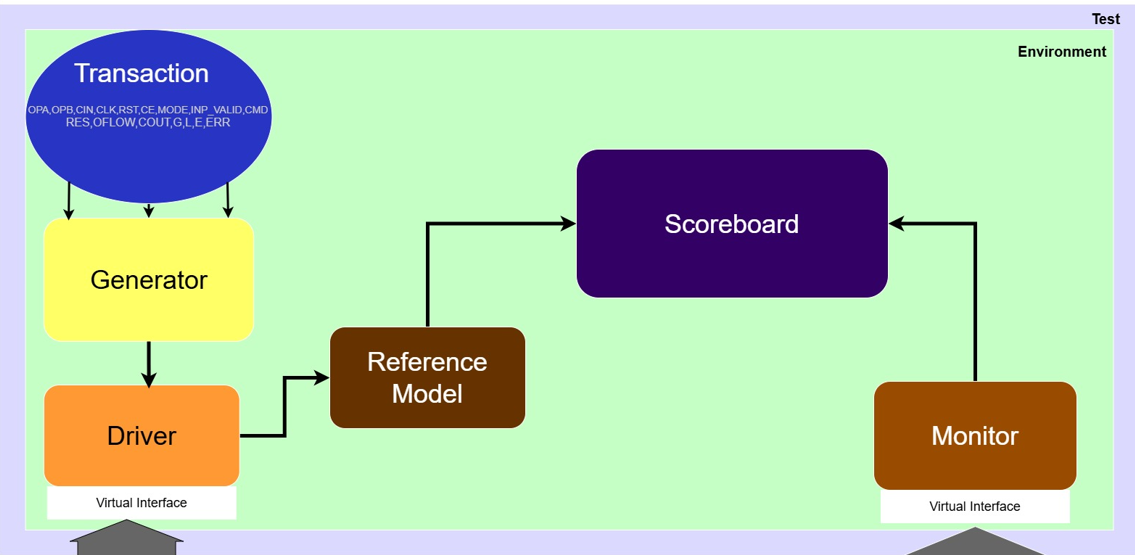 Test
Environment
Transaction
OPA,OPB,CIN,CLK,RST,CE,MODE,INP_VALID,CMD
RES,OFLOW,COUT,G,L,E,ERR
Scoreboard
Generator
Reference
Model
Driver
Monitor
Virtual Interface
Virtual Interface